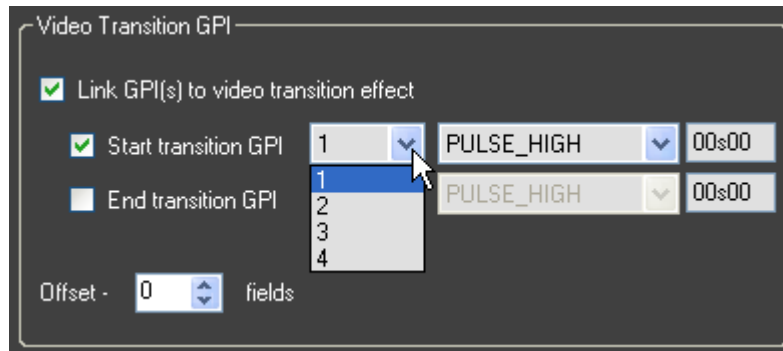 Video Transition GPI
Link GPI(s) to video transition effect
Start transition GPI 1 PULSE_HIGH 00s00
1
End transition GPI PULSE_HIGH 00s00
2
3
4
Offset - 0 fields